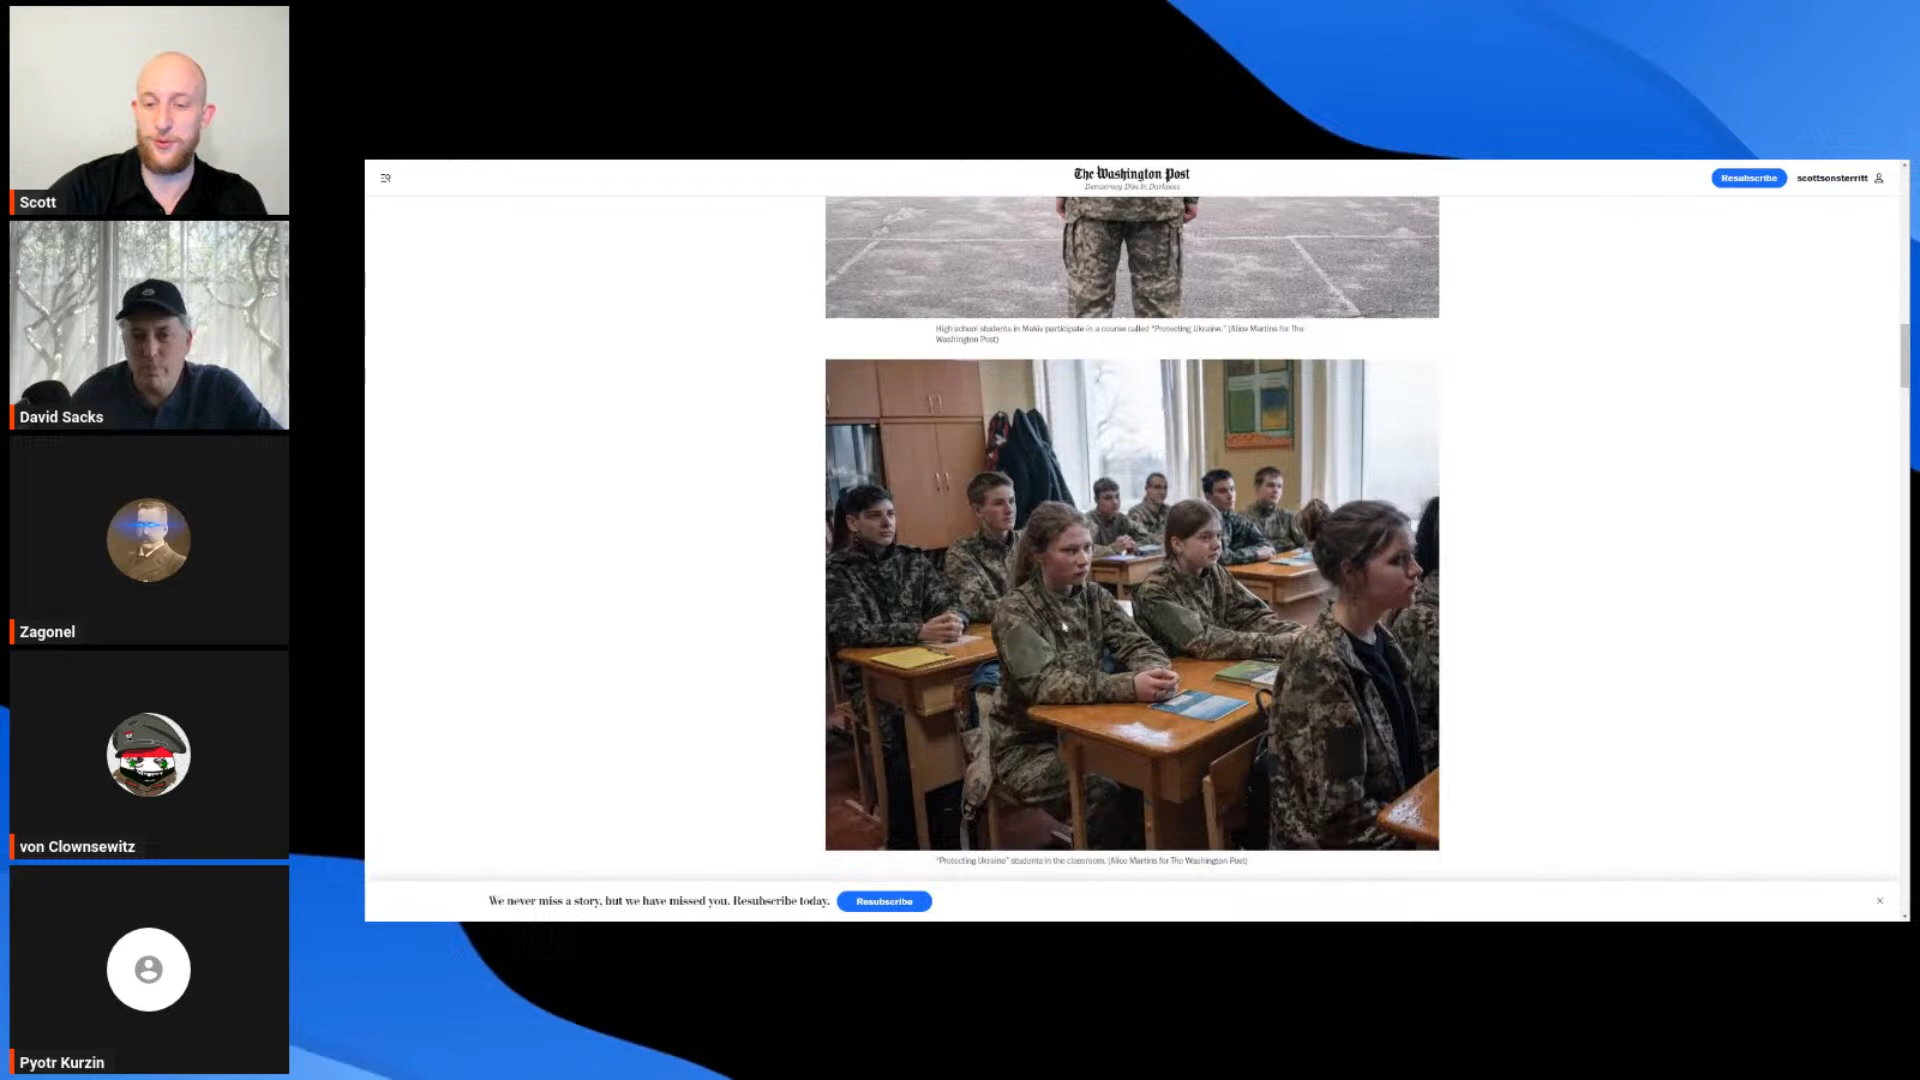 Scott
David Sacks
Zagonel
von Clownsewitz
Pyotr Kurzin
The Washington Post
Democracy Dies in Darkness
Resubscribe
scottsonsterritt
High school students in Makiv participate in a course called "Protecting Ukraine." (Alice Martins for The
Washington Post)
"Protecting Ukraine" students in the classroom. (Alice Martins for The Washington Post)
We never miss a story, but we have missed you. Resubscribe today.
Resubscribe